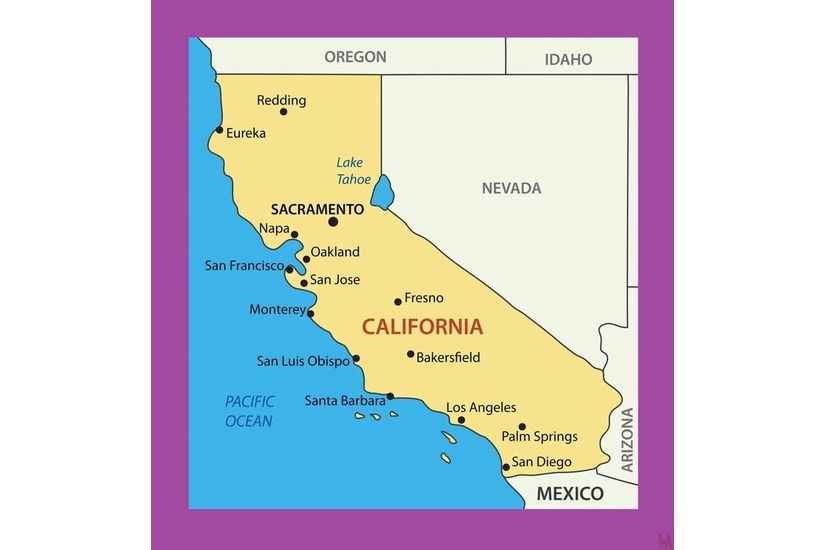 OREGON
IDAHO
Redding
Eureka
Lake
Tahoe
NEVADA
SACRAMENTO
Napa
Oakland
San Francisco
San Jose
Fresno
Monterey
CALIFORNIA
San Luis Obispo
Bakersfield
PACIFIC
OCEAN
Santa Barbara
Los Angeles
Palm Springs
ARIZONA
San Diego
MEXICO